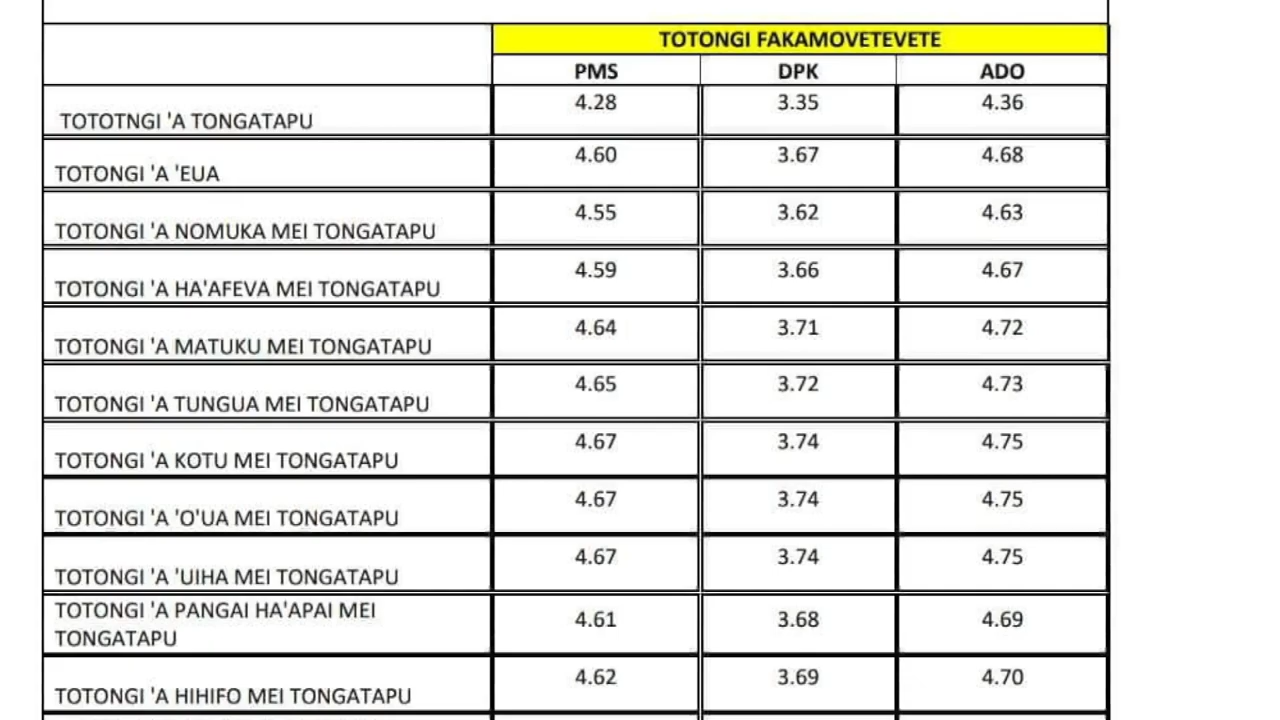 TOTONGI FAKAMOVETEVETE
PMS DPK ADO
TOTOTNGI 'A TONGATAPU 4.28 3.35 4.36
TOTONGI 'A 'EUA 4.60 3.67 4.68
TOTONGI 'A NOMUKA MEI TONGATAPU 4.55 3.62 4.63
TOTONGI 'A HA'AFEVA MEI TONGATAPU 4.59 3.66 4.67
TOTONGI 'A MATUKU MEI TONGATAPU 4.64 3.71 4.72
TOTONGI 'A TUNGUA MEI TONGATAPU 4.65 3.72 4.73
TOTONGI 'A KOTU MEI TONGATAPU 4.67 3.74 4.75
TOTONGI 'A 'O'UA MEI TONGATAPU 4.67 3.74 4.75
TOTONGI 'A 'UIHA MEI TONGATAPU 4.67 3.74 4.75
TOTONGI 'A PANGAI HA'APAI MEI
TONGATAPU 4.61 3.68 4.69
TOTONGI 'A HIHIFO MEI TONGATAPU 4.62 3.69 4.70